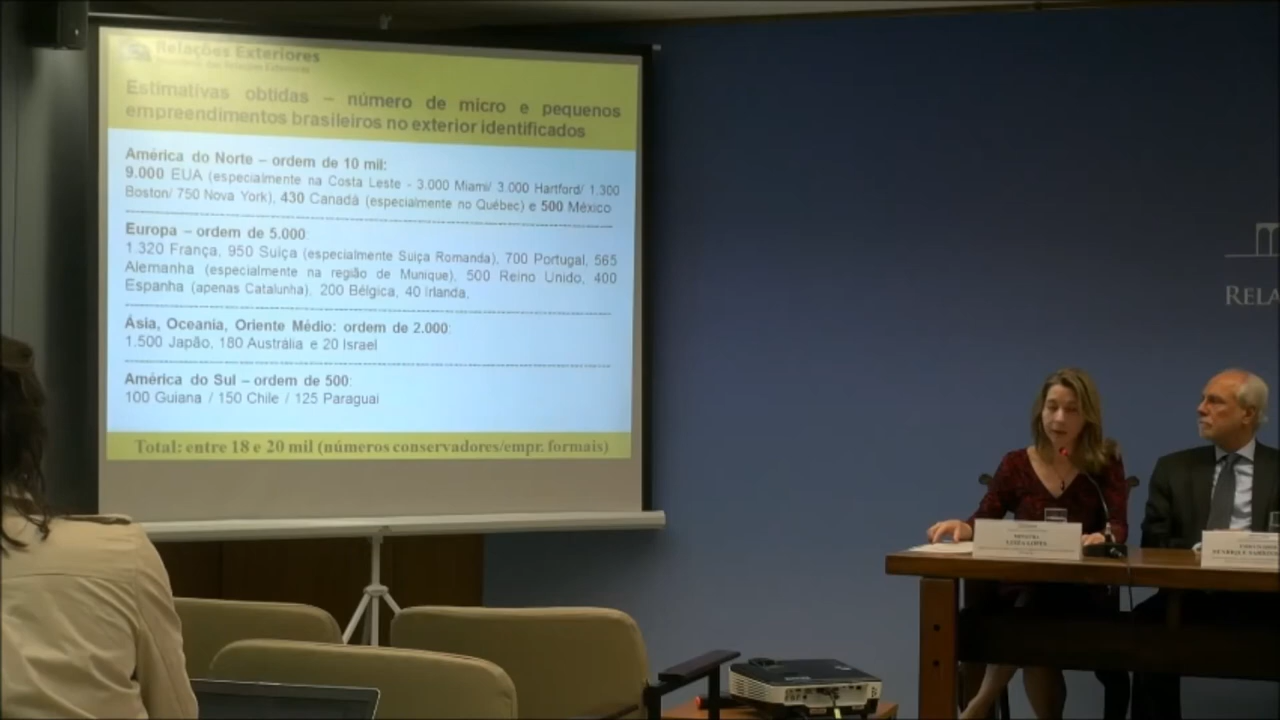 Relações Exteriores
Estimativas obtidas – número de micro e pequenos
empreendimentos brasileiros no exterior identificados
América do Norte – ordem de 10 mil:
9.000 EUA (especialmente na Costa Leste - 3.000 Miami/ 3.000 Hartford/ 1.300
Boston/ 750 Nova York), 430 Canadá (especialmente no Québec) e 500 México
Europa – ordem de 5.000:
1.320 França, 950 Suiça (especialmente Suiça Romanda), 700 Portugal, 565
Alemanha (especialmente na região de Munique), 500 Reino Unido, 400
Espanha (apenas Catalunha), 200 Bélgica, 40 Irlanda,
Ásia, Oceania, Oriente Médio: ordem de 2.000:
1.500 Japão, 180 Austrália e 20 Israel
América do Sul – ordem de 500:
100 Guiana / 150 Chile / 125 Paraguai
Total: entre 18 e 20 mil (números conservadores/empr. formais)
RELA
LUIZA LOPES
HENRIQUE